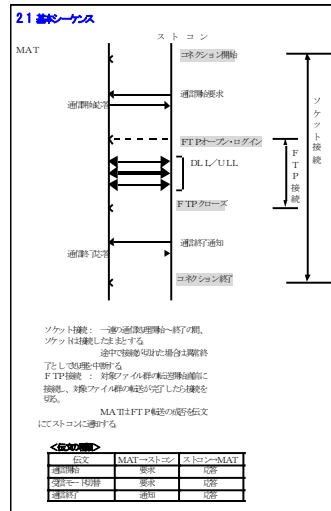 2 1 基本シーケンス
ストコン
MAT
コネクション開始
通信開始要求
通信開始応答
FTPオープン・ログイン
DLL/ULL
FTPクローズ
通信終了通知
通信終了応答
コネクション終了
FTP接続
ソケット接続
ソケット接続： 一連の通信処理開始～終了の間、
ソケットは接続したままとする。
途中で接続が切れた場合は異常終
了として処理を中断する。
FTP接続 ： 対象ファイル群の転送開始直前に
接続し、対象ファイル群の転送が完了したら接続を
切る。
MATはFTP転送の成否を伝文
にてストコンに通知する。
＜伝文の種類＞
伝文 MAT→ストコン ストコン→MAT
通信開始 要求 応答
受信モード切替 要求 応答
通信終了 通知 応答